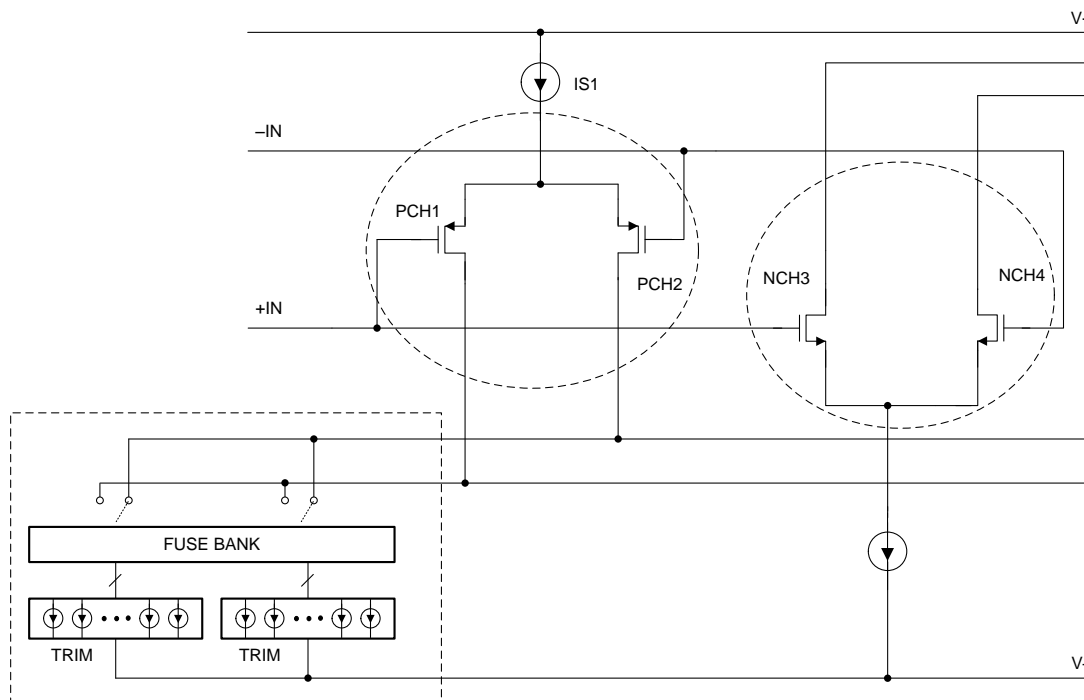 V
IS1
–IN
PCH1
PCH2
NCH3
NCH4
+IN
FUSE BANK
TRIM
TRIM
V